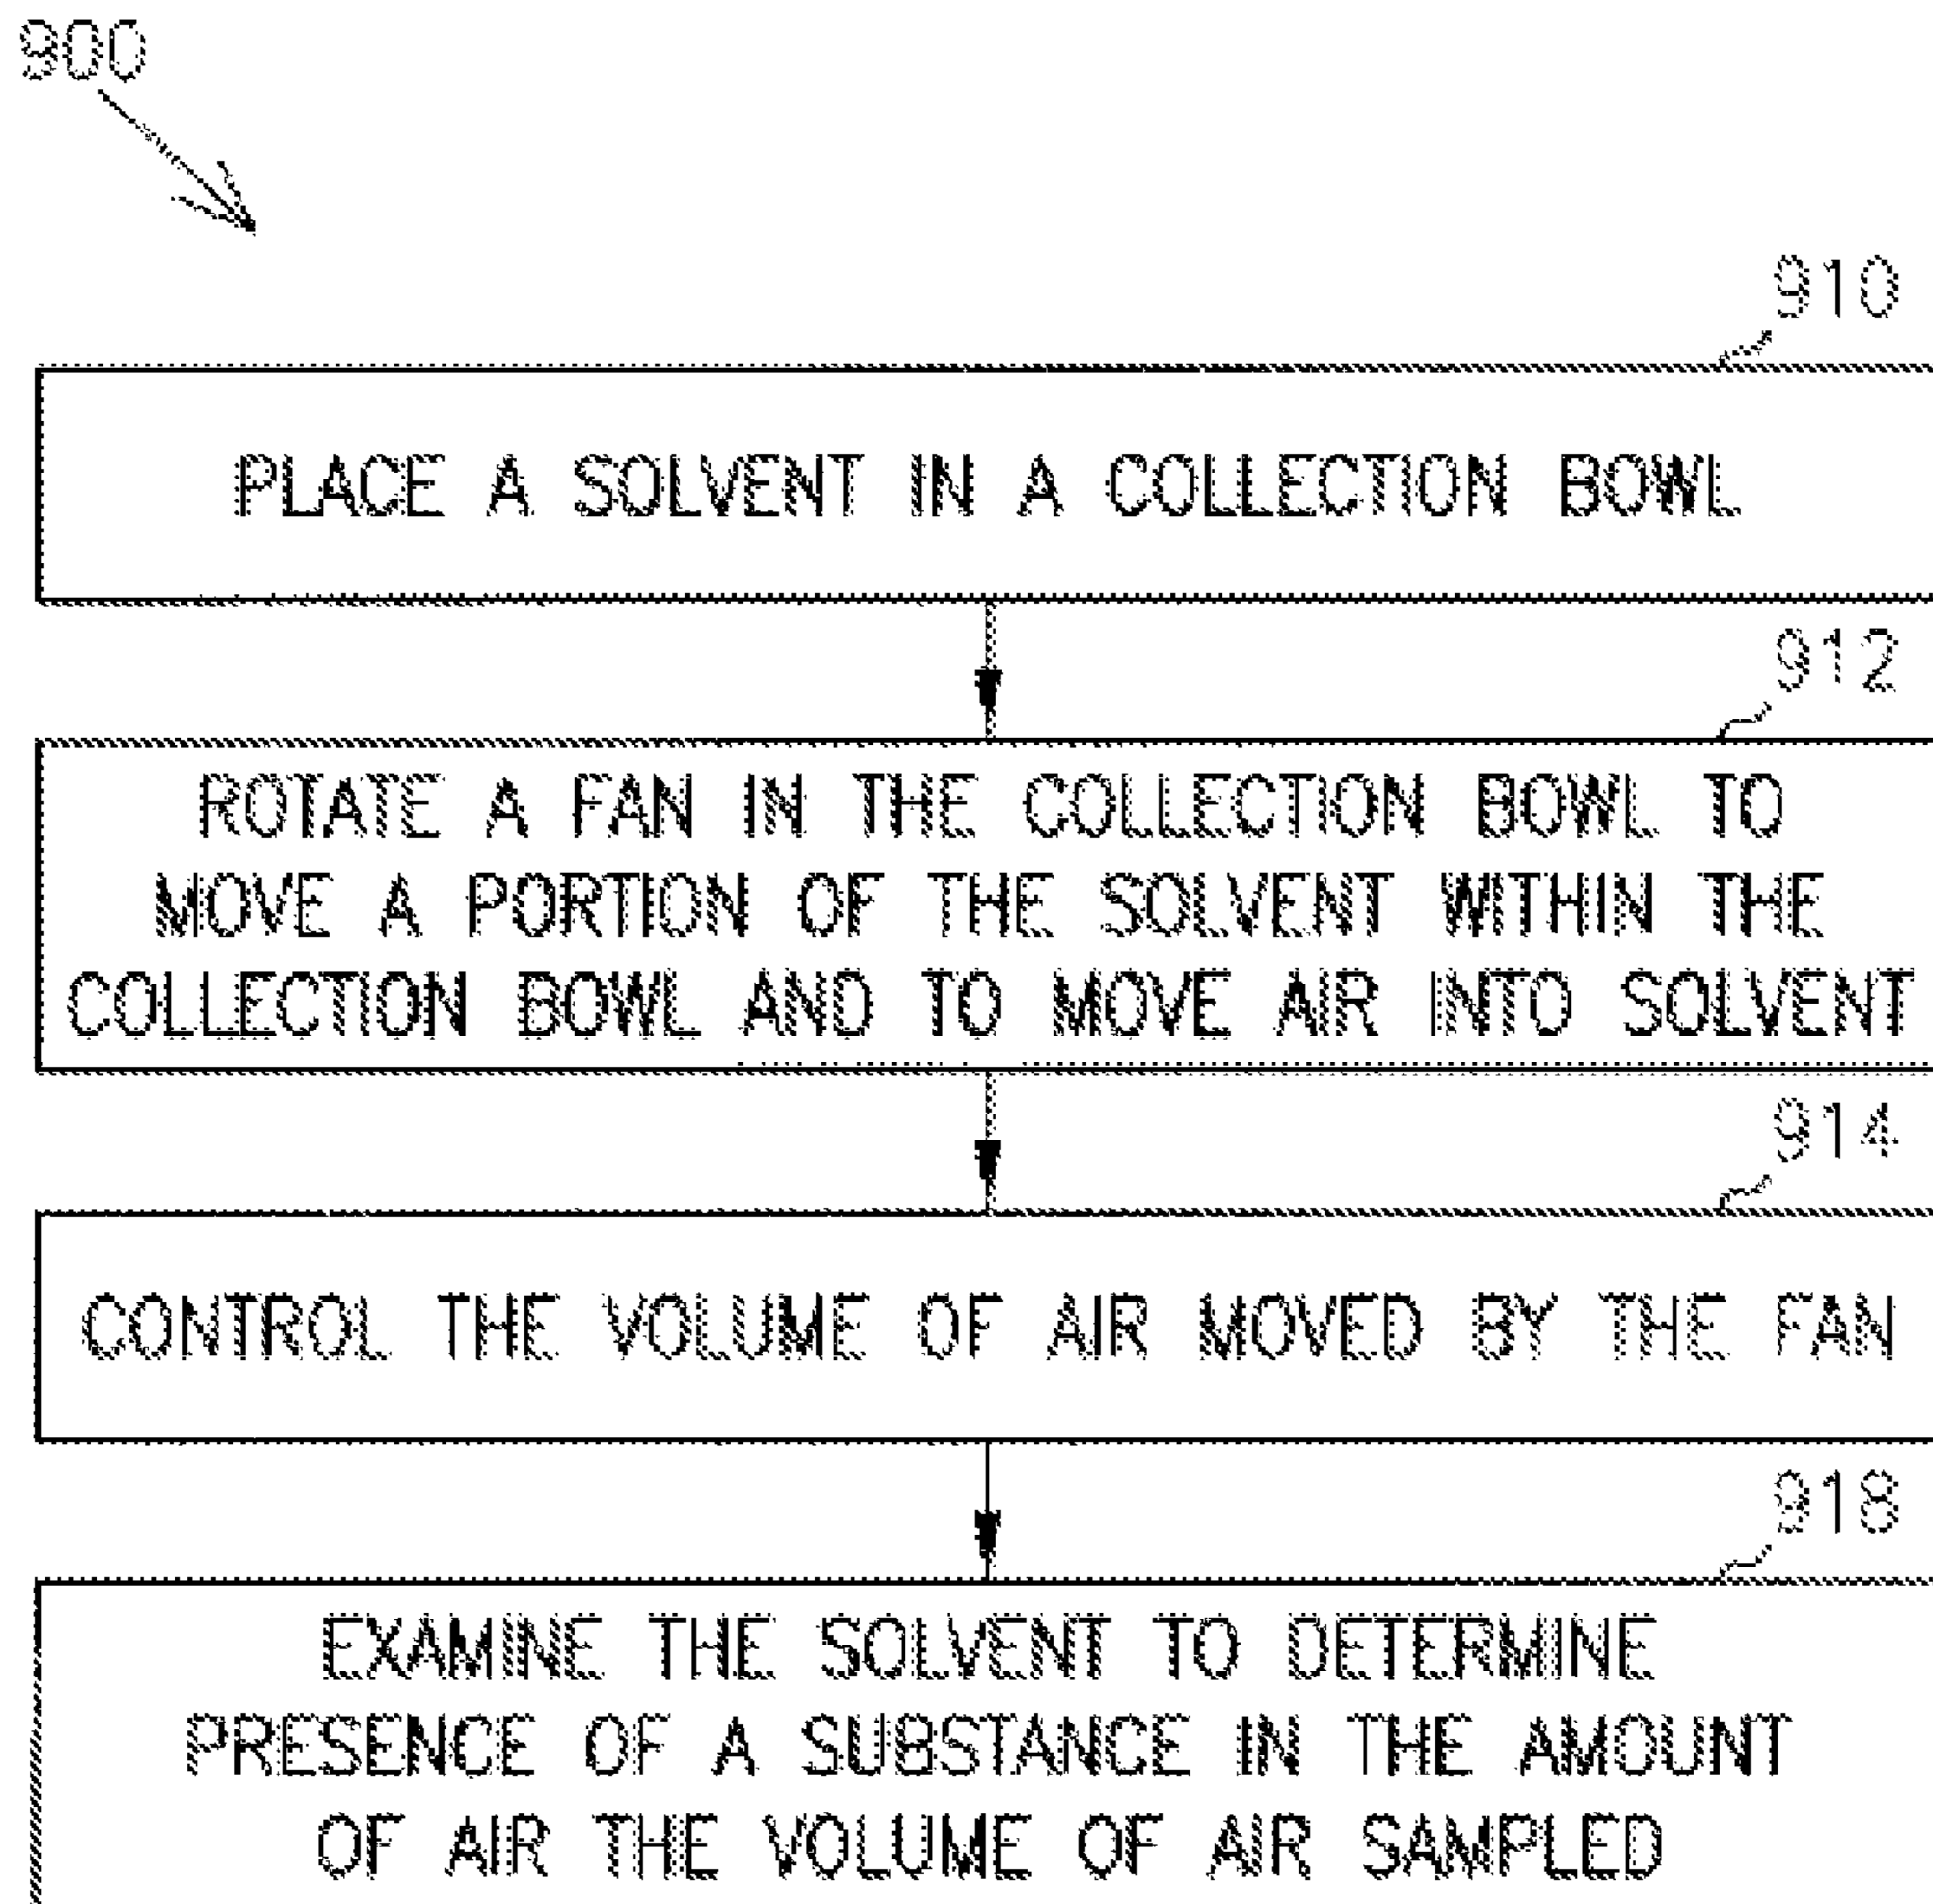 900
910
PLACE A SOLVENT IN A COLLECTION BOWL
912
ROTATE A FAN IN THE COLLECTION BOWL TO
MOVE A PORTION OF THE SOLVENT WITHIN THE
COLLECTION BOWL AND TO MOVE AIR INTO SOLVENT
914
CONTROL THE VOLUME OF AIR MOVED BY THE FAN
918
EXAMINE THE SOLVENT TO DETERMINE
PRESENCE OF A SUBSTANCE IN THE AMOUNT
OF AIR THE VOLUME OF AIR SAMPLED